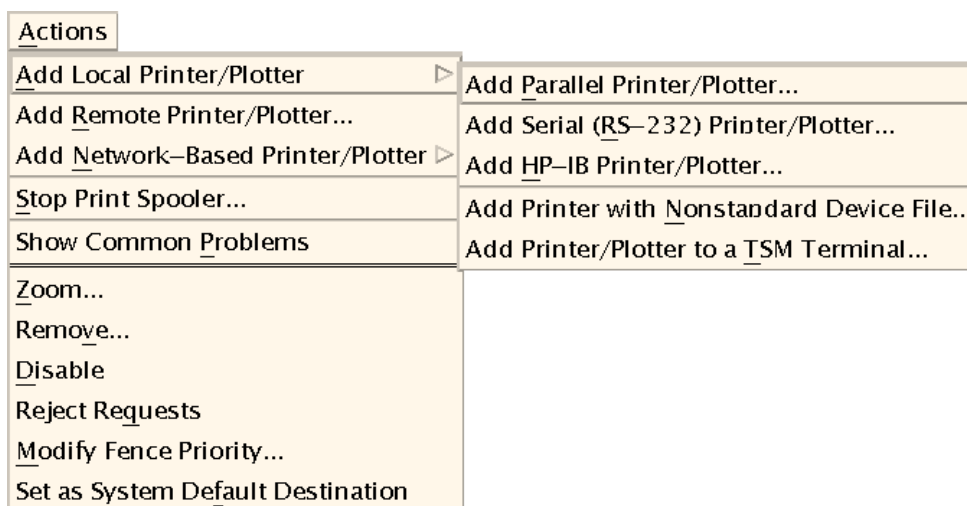 Actions
Add Local Printer/Plotter
Add Remote Printer/Plotter...
Add Network–Based Printer/Plotter
Stop Print Spooler...
Show Common Problems
Zoom...
Remove...
Disable
Reject Requests
Modify Fence Priority...
Set as System Default Destination
Add Parallel Printer/Plotter...
Add Serial (RS–232) Printer/Plotter...
Add HP–IB Printer/Plotter...
Add Printer with Nonstandard Device File..
Add Printer/Plotter to a TSM Terminal...